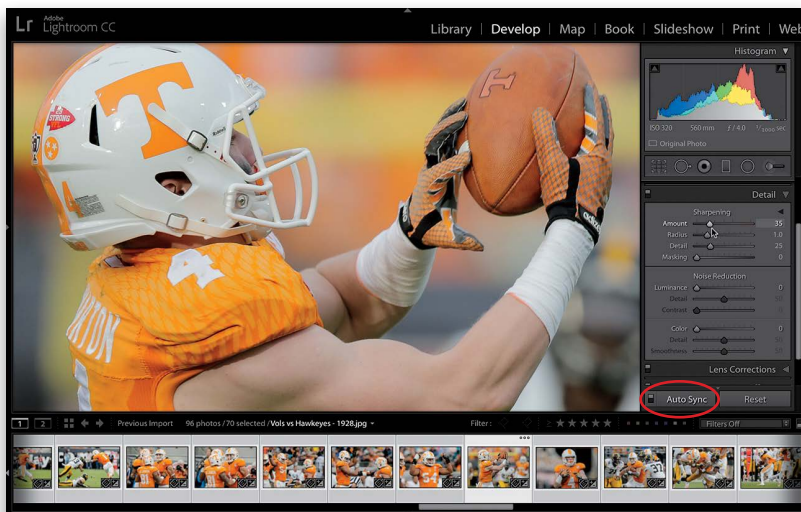 Lr Adobe
Lightroom CC
Library | Develop | Map | Book | Slideshow | Print | Web
Histogram
ISO 320 560 mm f / 4.0
Original Photo
Detail
Sharpening
Amount 35
Radius 1.0
Detail 25
Masking 0
Noise Reduction
Luminance 0
Detail
Contrast
Color 0
Detail
Smoothness
Lens Corrections
Auto Sync Reset
STRONG
T
4
4
T
adidas
1 2 Previous Import 96 photos / 70 selected / Vols vs Hawkeyes - 1928.jpg Filter: Filters Off